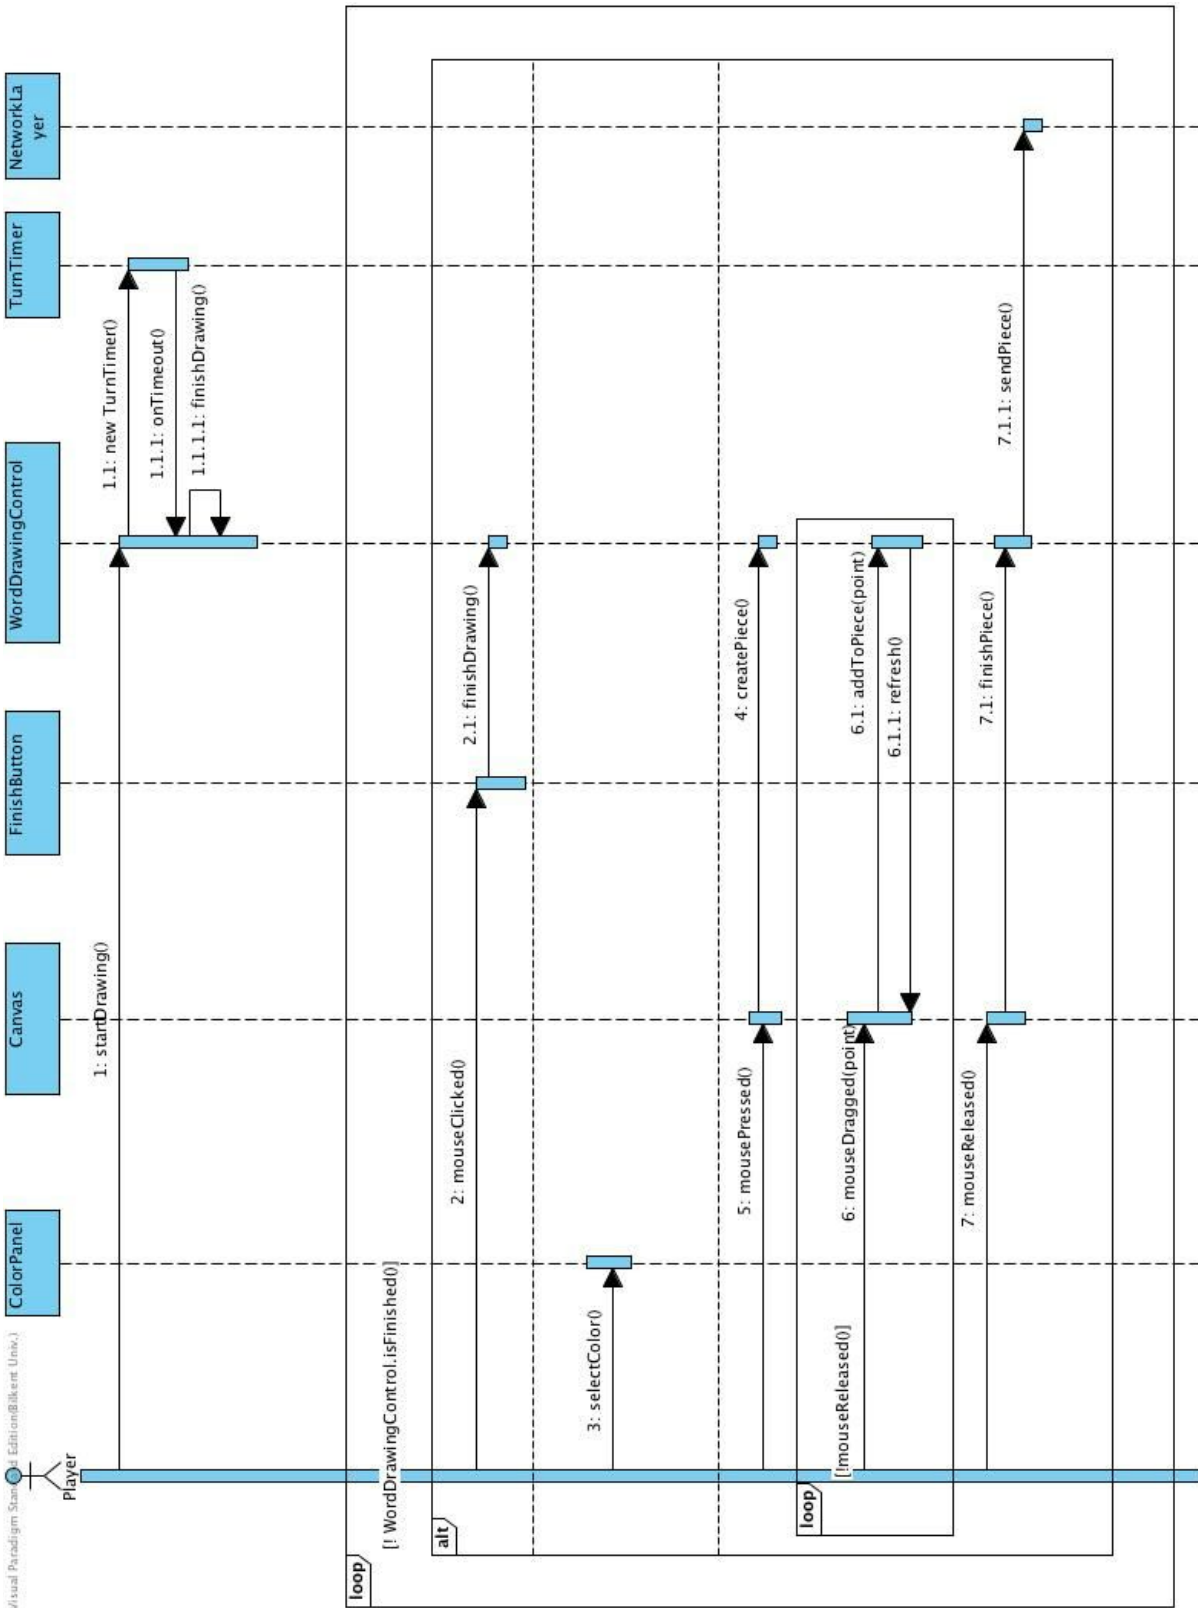 Visual Paradigm Standard Edition(Bilkent Univ.)
Player
ColorPanel
Canvas
FinishButton
WordDrawingControl
TurnTimer
NetworkLa
yer
1: startDrawing()
1.1: new TurnTimer()
1.1.1: onTimeout()
1.1.1.1: finishDrawing()
loop
[! WordDrawingControl.isFinished()]
alt
2: mouseClicked()
2.1: finishDrawing()
3: selectColor()
4: createPiece()
5: mousePressed()
loop
[!mouseReleased()]
6: mouseDragged(point)
6.1: addToPiece(point)
6.1.1: refresh()
7: mouseReleased()
7.1: finishPiece()
7.1.1: sendPiece()